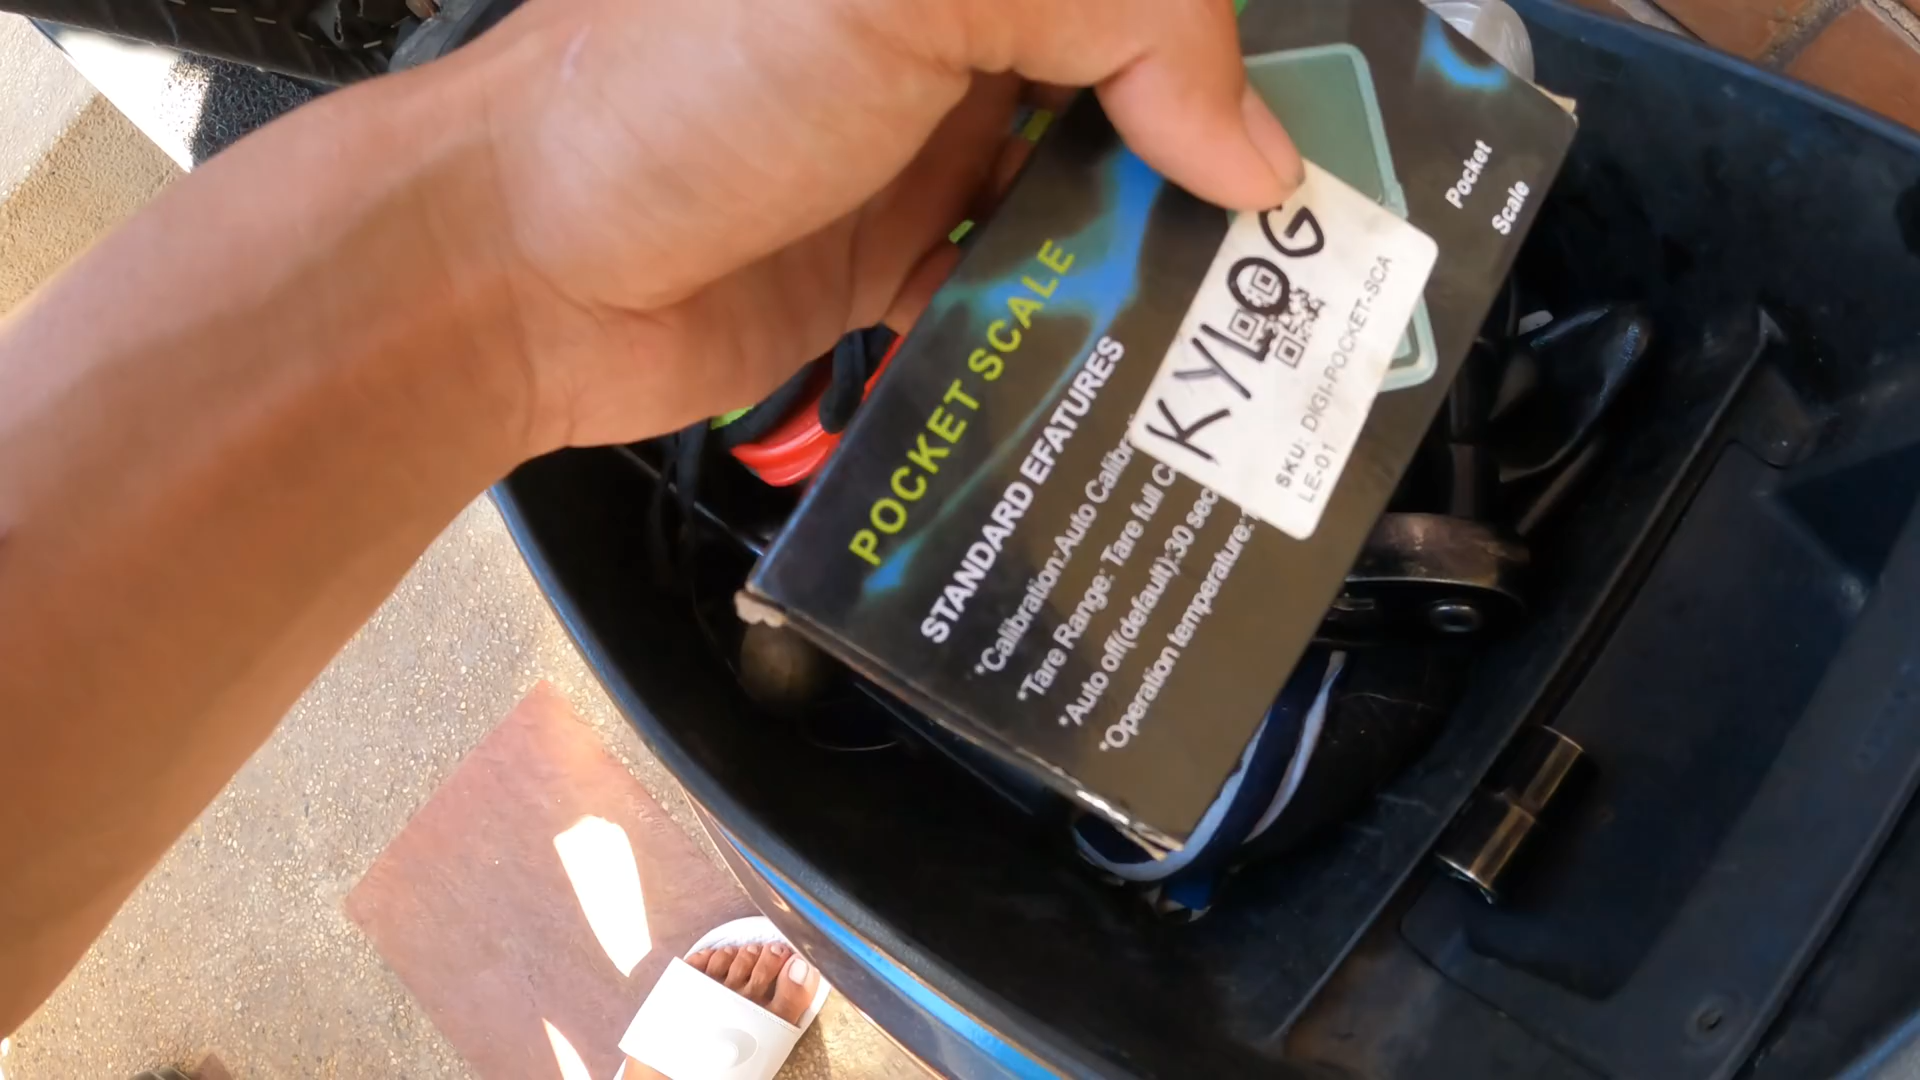 POCKET SCALE
STANDARD EFATURES
*Calibration:Auto Calibrati
*Tare Range: Tare full C
*Auto off(default):30 sec
*Operation temperature:
KYLOG
SKU: DIGI-POCKET-SCA
LE-01
Pocket
Scale